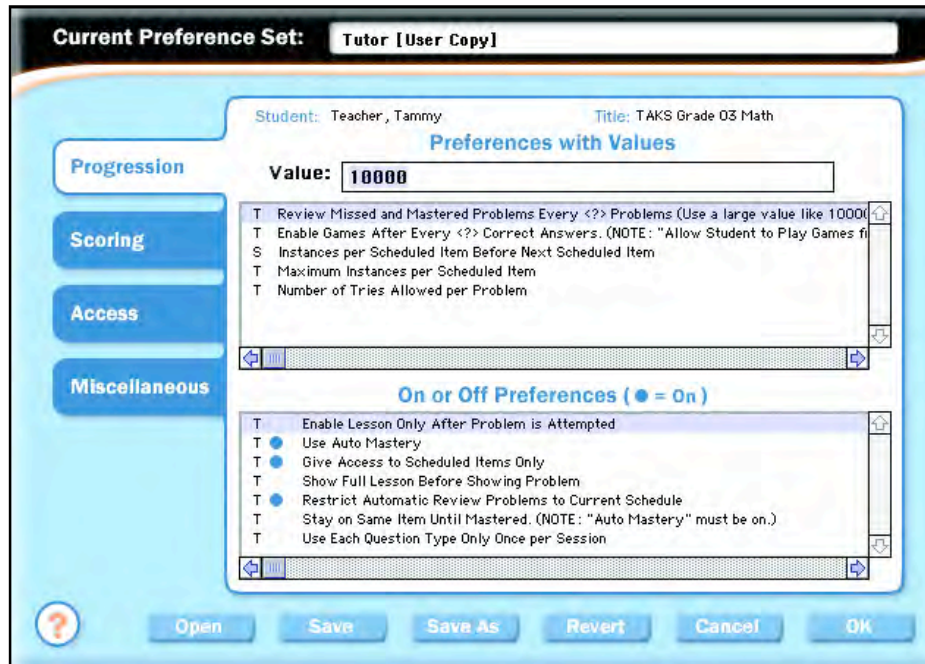 Current Preference Set: Tutor [User Copy]
Student: Teacher, Tammy Title: TAKS Grade 03 Math
Preferences with Values
Progression
Value: 10000
T Review Missed and Mastered Problems Every <?> Problems (Use a large value like 1000(
T Enable Games After Every <?> Correct Answers. (NOTE: "Allow Student to Play Games f
Scoring
S Instances per Scheduled Item Before Next Scheduled Item
T Maximum Instances per Scheduled Item
T Number of Tries Allowed per Problem
Access
Miscellaneous
On or Off Preferences (● = On)
T Enable Lesson Only After Problem is Attempted
T ● Use Auto Mastery
T ● Give Access to Scheduled Items Only
T Show Full Lesson Before Showing Problem
T ● Restrict Automatic Review Problems to Current Schedule
T Stay on Same Item Until Mastered. (NOTE: "Auto Mastery" must be on.)
T Use Each Question Type Only Once per Session
? Open Save Save As Revert Cancel OK